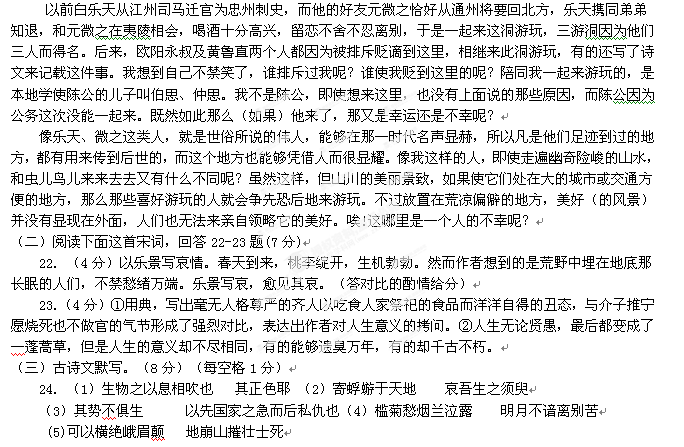 以前白乐天从江州司马迁官为忠州刺史，而他的好友元微之恰好从通州将要回北方，乐天携同弟弟
知退，和元微之在夷陵相会，喝酒十分高兴，留恋不舍不忍离别，于是一起来这洞游玩，三游洞因为他们
三人而得名。后来，欧阳永叔及黄鲁直两个人都因为被排斥贬谪到这里，相继来此洞游玩，有的还写了诗
文来记载这件事。我想到自己不禁笑了，谁排斥过我呢？谁使我贬到这里的呢？陪同我一起来游玩的，是
本地学使陈公的儿子叫伯思、仲思。我不是陈公，即使想来这里，也没有上面说的那些原因，而陈公因为
公务这次没能一起来。既然如此那么（如果）他来了，那又是幸运还是不幸呢？
像乐天、微之这类人，就是世俗所说的伟人，能够在那一时代名声显赫，所以凡是他们足迹到过的地
方，都有用来传到后世的，而这个地方也能够凭借人而很显耀。像我这样的人，即使走遍幽奇险峻的山水，
和虫儿鸟儿来来去去又有什么不同呢？虽然这样，但山川的美丽景致，如果使它们处在大的城市或交通方
便的地方，那么那些喜好游玩的人就会争先恐后地来游玩。不过放置在荒凉偏僻的地方，美好（的风景）
并没有显现在外面，人们也无法来亲自领略它的美好。唉!这哪里是一个人的不幸呢？
（二）阅读下面这首宋词，回答 22-23 题(7 分)
22. （4 分）以乐景写哀情。春天到来，桃李绽开，生机勃勃。然而作者想到的是荒野中埋在地底那
长眠的人们，不禁愁绪万端。乐景写哀，愈见其哀。（答对比的酌情给分）
23.（4 分）①用典，写出毫无人格尊严的齐人以吃食人家祭祀的食品而洋洋自得的丑态，与介子推宁
愿烧死也不做官的气节形成了强烈对比，表达出作者对人生意义的拷问。②人生无论贤愚，最后都变成了
一蓬蒿草，但是人生的意义却不尽相同，有的能够遗臭万年，有的却千古不朽。
（三）古诗文默写。（8 分）（每空格 1 分）
24. （1）生物之以息相吹也 其正色耶 （2）寄蜉蝣于天地 哀吾生之须臾
（3）其势不俱生 以先国家之急而后私仇也（4）槛菊愁烟兰泣露 明月不谙离别苦
（5)可以横绝峨眉颠 地崩山摧壮士死